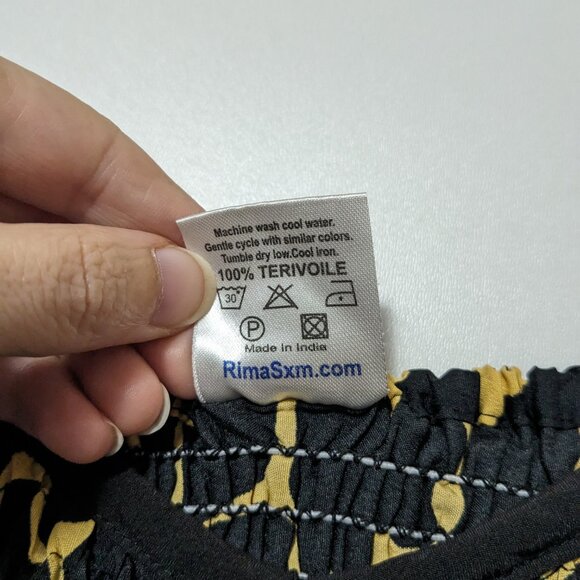 Machine wash cool water.
Gentle cycle with similar colors.
Tumble dry low.Cool iron.
100% TERIVOILE
30°
P
Made in India
RimaSxm.com